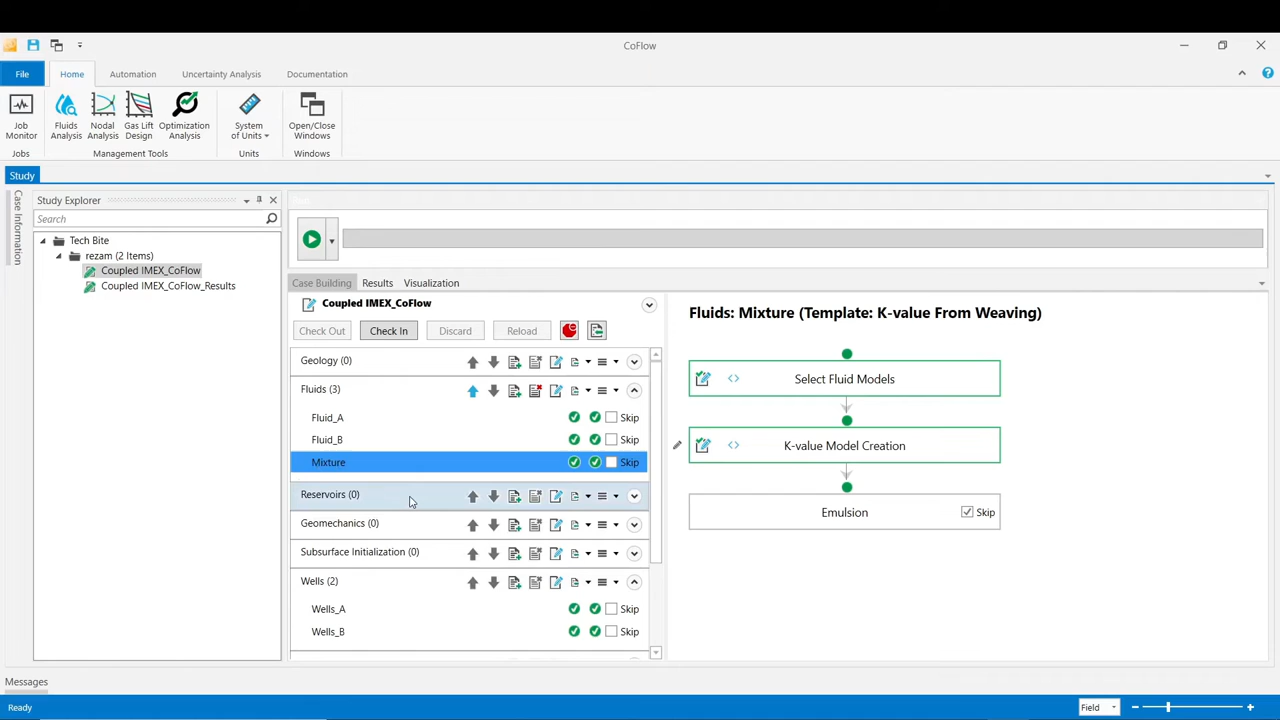 CoFlow
File
Home
Automation
Uncertainty Analysis
Documentation
Job Monitor
Fluids Analysis
Nodal Analysis
Gas Lift Design
Optimization Analysis
System of Units
Open/Close Windows
Jobs
Management Tools
Units
Windows
Study
Case Information
Study Explorer
Search
Tech Bite
rezam (2 Items)
Coupled IMEX_CoFlow
Coupled IMEX_CoFlow_Results
Case Building
Results
Visualization
Coupled IMEX_CoFlow
Check Out
Check In
Discard
Reload
Geology (0)
Fluids (3)
Fluid_A
Skip
Fluid_B
Skip
Mixture
Skip
Reservoirs (0)
Geomechanics (0)
Subsurface Initialization (0)
Wells (2)
Wells_A
Skip
Wells_B
Skip
Fluids: Mixture (Template: K-value From Weaving)
Select Fluid Models
K-value Model Creation
Emulsion
Skip
Messages
Ready
Field